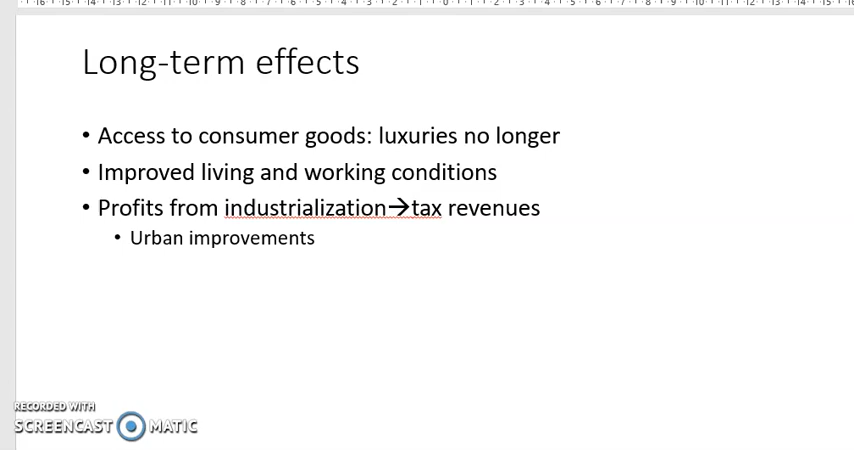 Long-term effects
• Access to consumer goods: luxuries no longer
• Improved living and working conditions
• Profits from industrialization→tax revenues
• Urban improvements
RECORDED WITH
SCREENCAST MATIC